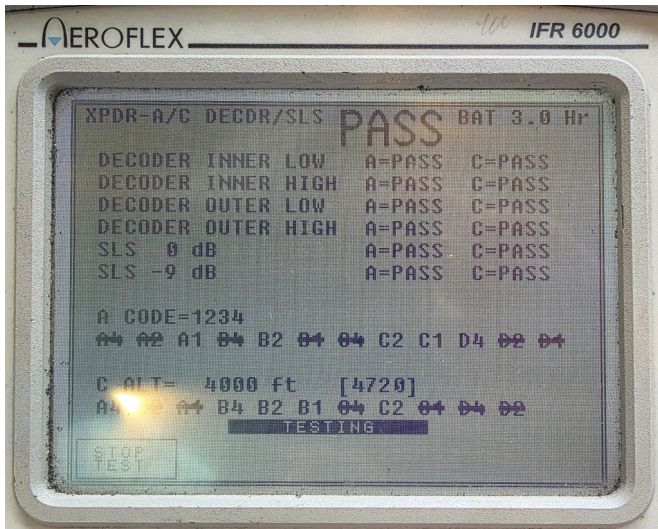 AEROFLEX IFR 6000
XPDR-A/C DECDR/SLS PASS BAT 3.0 Hr
DECODER INNER LOW A=PASS C=PASS
DECODER INNER HIGH A=PASS C=PASS
DECODER OUTER LOW A=PASS C=PASS
DECODER OUTER HIGH A=PASS C=PASS
SLS 0 dB A=PASS C=PASS
SLS -9 dB A=PASS C=PASS
A CODE=1234
A4 A2 A1 B4 B2 B1 C4 C2 C1 D4 D2 D1
C ALT= 4000 ft [4720]
A4 A1 B4 B2 B1 C4 C2 C1 D4 D2
TESTING
STOP
TEST